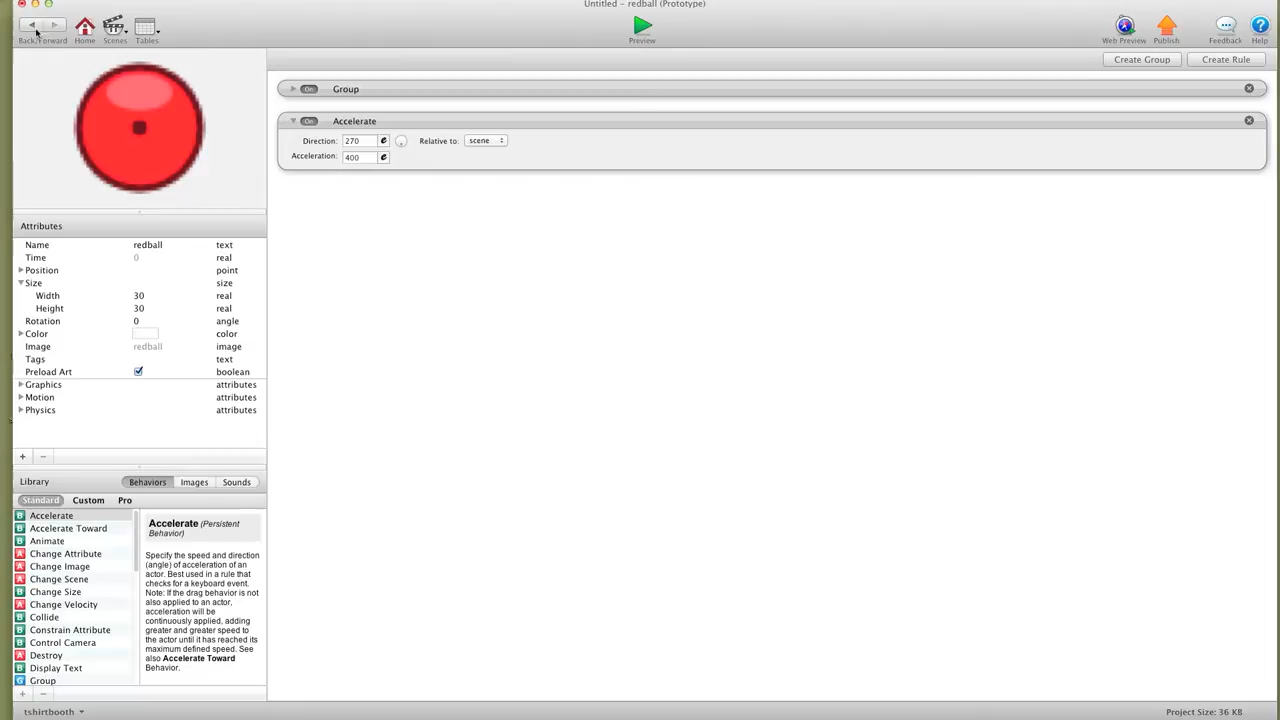 Untitled – redball (Prototype)
Back/Forward Home Scenes Tables Preview Web Preview Publish Feedback Help
Create Group Create Rule
On Group
On Accelerate
Direction: 270 e Relative to: scene
Acceleration: 400 e
Attributes
Name redball text
Time 0 real
Position point
Size size
Width 30 real
Height 30 real
Rotation 0 angle
Color color
Image redball image
Tags text
Preload Art boolean
Graphics attributes
Motion attributes
Physics attributes
+ −
Library Behaviors Images Sounds
Standard Custom Pro
B Accelerate
B Accelerate Toward
B Animate
A Change Attribute
A Change Image
A Change Scene
B Change Size
A Change Velocity
B Collide
B Constrain Attribute
B Control Camera
A Destroy
B Display Text
G Group
Accelerate (Persistent
Behavior)
Specify the speed and direction
(angle) of acceleration of an
actor. Best used in a rule that
checks for a keyboard event.
Note: If the drag behavior is not
also applied to an actor,
acceleration will be
continuously applied, adding
greater and greater speed to
the actor until it has reached its
maximum defined speed. See
also Accelerate Toward
Behavior.
+ −
tshirtbooth Project Size: 36 KB